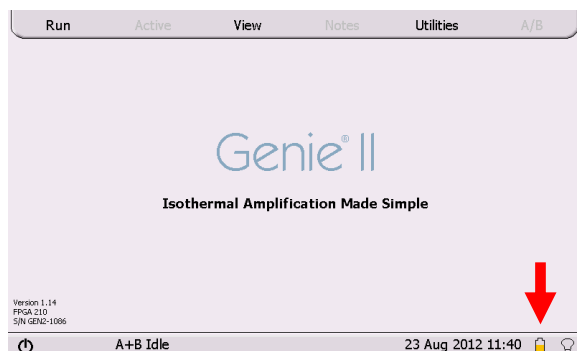 Run Active View Notes Utilities A/B
Genie® II
Isothermal Amplification Made Simple
Version 1.14
FPGA 210
S/N GEN2-1086
A+B Idle 23 Aug 2012 11:40